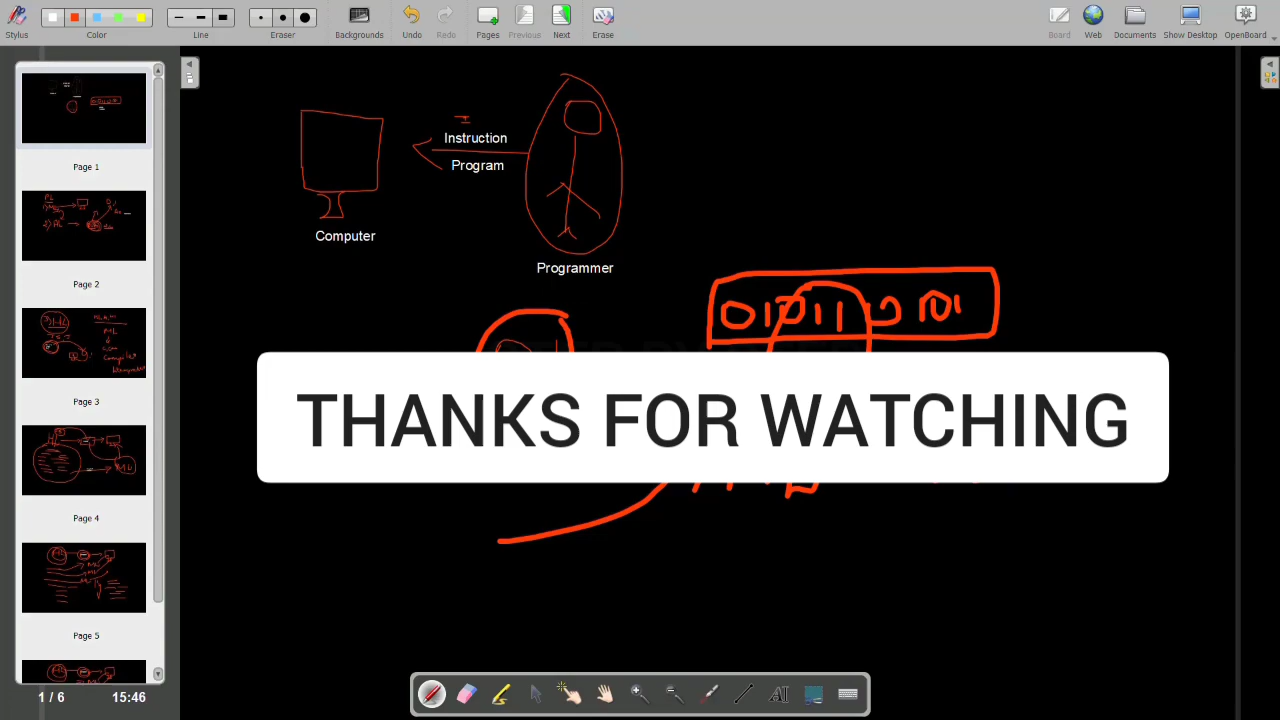 Stylus
Color
Line
Eraser
Backgrounds
Undo
Redo
Pages
Previous
Next
Erase
Board
Web
Documents
Show Desktop
OpenBoard
Page 1
Page 2
Page 3
Page 4
Page 5
1 / 6
15:46
Instruction
Program
Computer
Programmer
THANKS FOR WATCHING